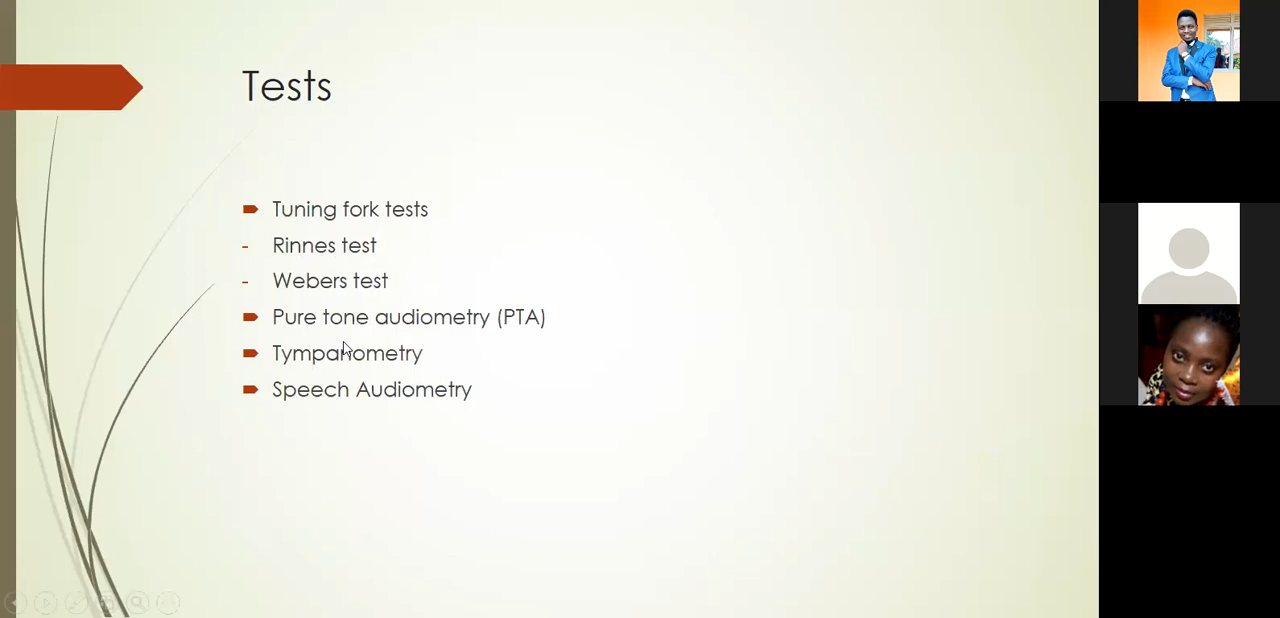 Tests
Tuning fork tests
- Rinnes test
- Webers test
Pure tone audiometry (PTA)
Tympanometry
Speech Audiometry